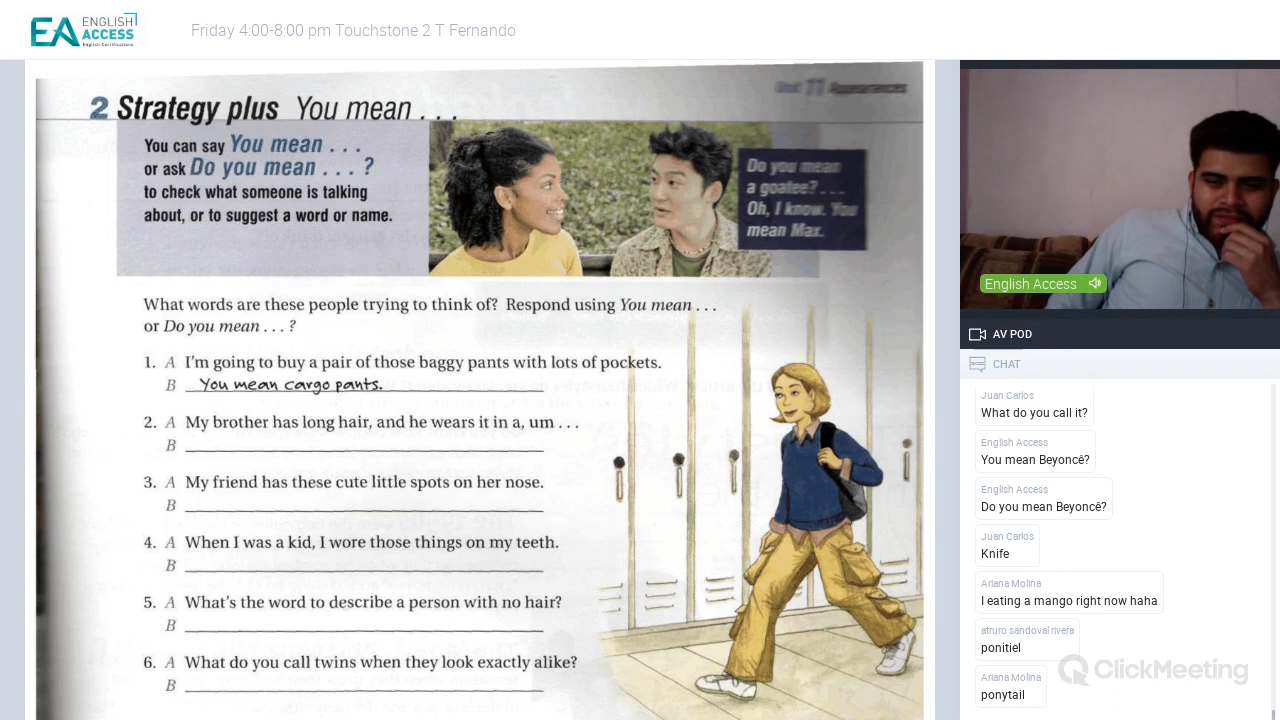 EA ENGLISH
ACCESS
English Certifications
Friday 4:00-8:00 pm Touchstone 2 T Fernando
Unit 11 Appearances
2 Strategy plus You mean . . .
You can say You mean . . .
or ask Do you mean . . . ?
to check what someone is talking
about, or to suggest a word or name.
Do you mean
a goatee? . . .
Oh, I know. You
mean Max.
What words are these people trying to think of? Respond using You mean . . .
or Do you mean . . . ?
1. A I'm going to buy a pair of those baggy pants with lots of pockets.
B You mean cargo pants.
2. A My brother has long hair, and he wears it in a, um . . .
B
3. A My friend has these cute little spots on her nose.
B
4. A When I was a kid, I wore those things on my teeth.
B
5. A What's the word to describe a person with no hair?
B
6. A What do you call twins when they look exactly alike?
B
English Access
AV POD
CHAT
Juan Carlos
What do you call it?
English Access
You mean Beyoncê?
English Access
Do you mean Beyoncê?
Juan Carlos
Knife
Ariana Molina
I eating a mango right now haha
atruro sandoval rivera
ponitiel
Ariana Molina
ponytail
ClickMeeting